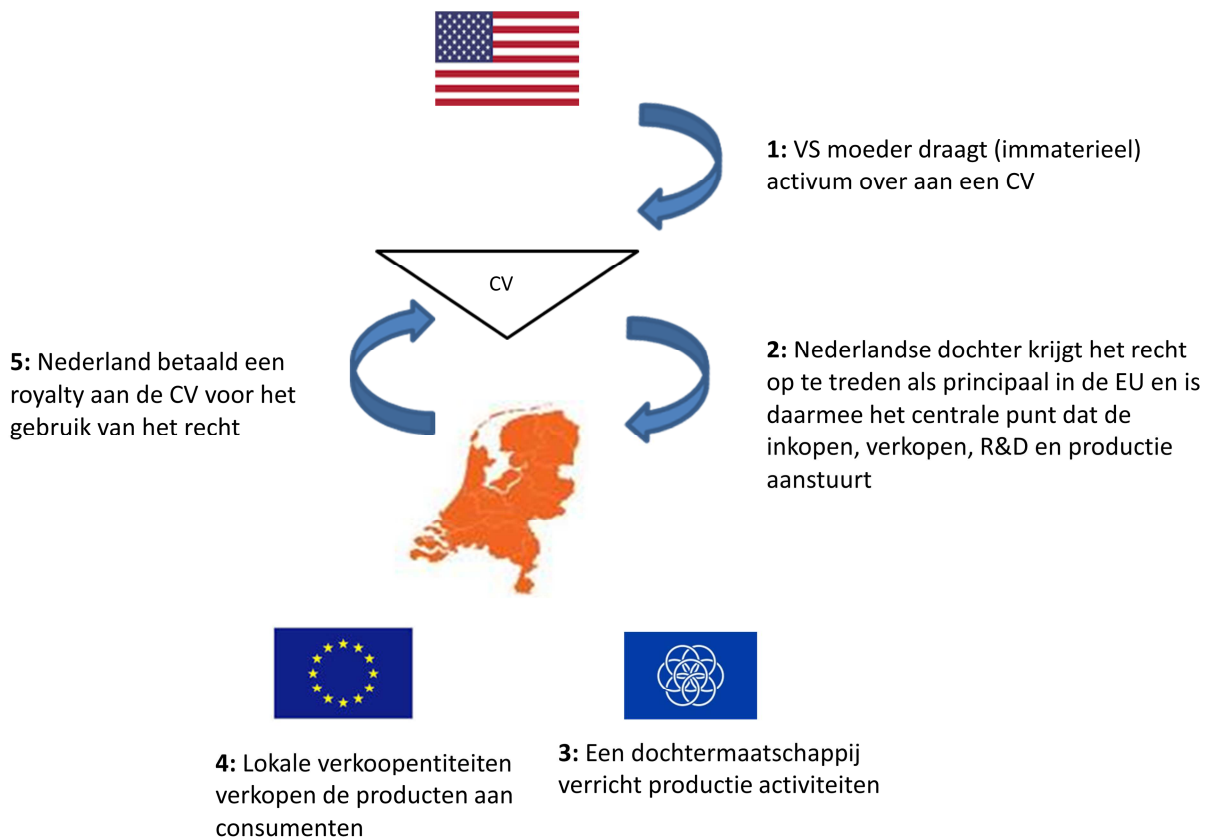 1: VS moeder draagt (immaterieel)
activum over aan een CV
CV
2: Nederlandse dochter krijgt het recht
op te treden als principaal in de EU en is
daarmee het centrale punt dat de
inkopen, verkopen, R&D en productie
aanstuurt
5: Nederland betaald een
royalty aan de CV voor het
gebruik van het recht
4: Lokale verkoopentiteiten
verkopen de producten aan
consumenten
3: Een dochtermaatschappij
verricht productie activiteiten